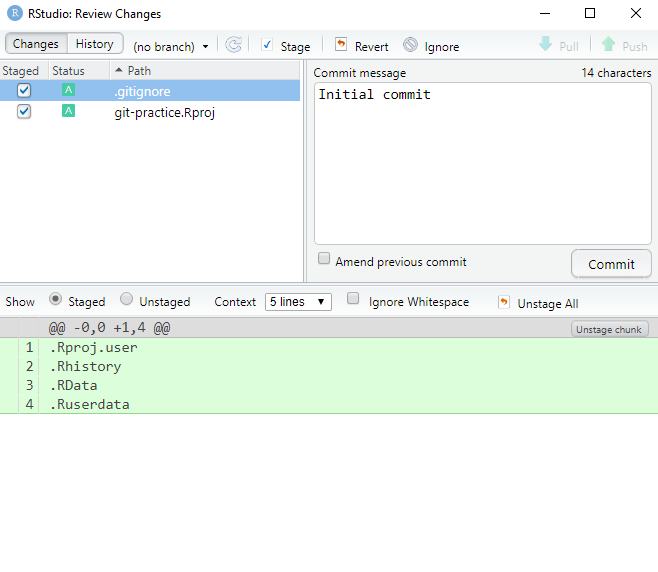 R RStudio: Review Changes
Changes History (no branch) Stage Revert Ignore Pull Push
Staged Status Path
A .gitignore
A git-practice.Rproj
Commit message 14 characters
Initial commit
Amend previous commit Commit
Show Staged Unstaged Context 5 lines Ignore Whitespace Unstage All
@@ -0,0 +1,4 @@ Unstage chunk
1 .Rproj.user
2 .Rhistory
3 .RData
4 .Ruserdata